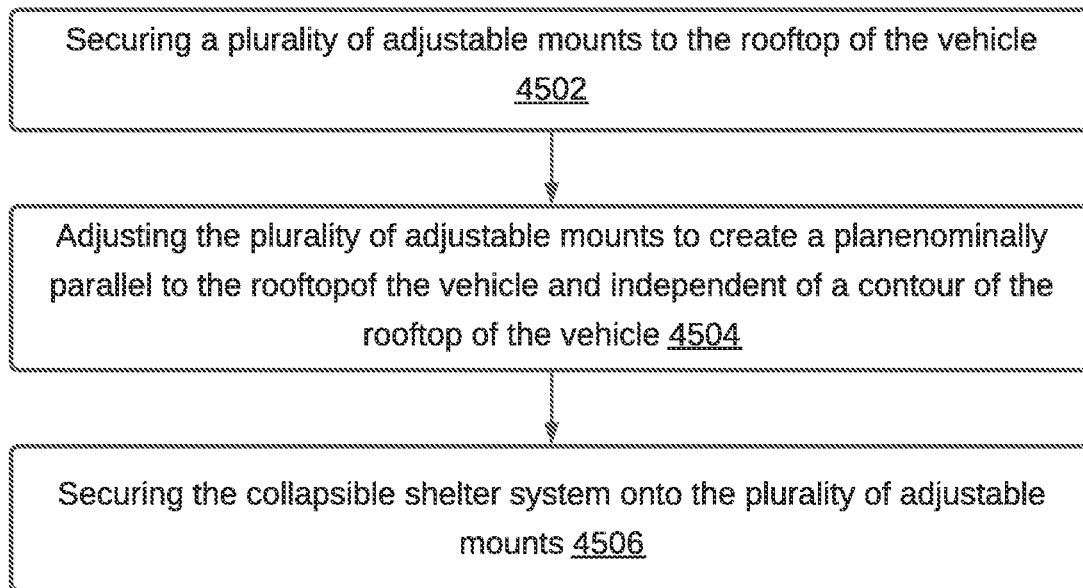 Securing a plurality of adjustable mounts to the rooftop of the vehicle
4502
Adjusting the plurality of adjustable mounts to create a planenominally
parallel to the rooftopof the vehicle and independent of a contour of the
rooftop of the vehicle 4504
Securing the collapsible shelter system onto the plurality of adjustable
mounts 4506